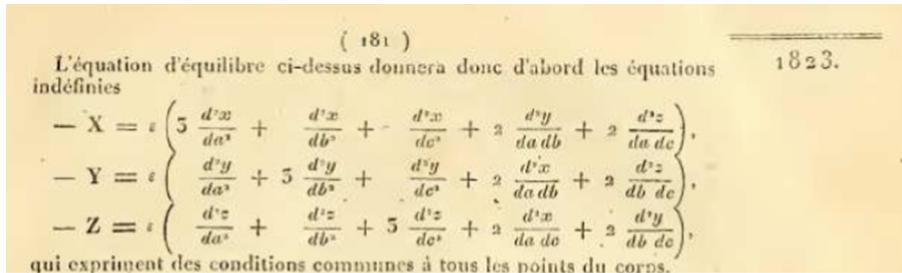 ( 181 )
1823.
L'équation d'équilibre ci-dessus donnera donc d'abord les équations
indéfinies
— X = ε ( 3 d²x/da² + d²x/db² + d²x/dc² + 2 d²y/da db + 2 d²z/da dc ),
— Y = ε ( d²y/da² + 3 d²y/db² + d²y/dc² + 2 d²x/da db + 2 d²z/db dc ),
— Z = ε ( d²z/da² + d²z/db² + 3 d²z/dc² + 2 d²x/da dc + 2 d²y/db dc ),
qui expriment des conditions communes à tous les points du corps.